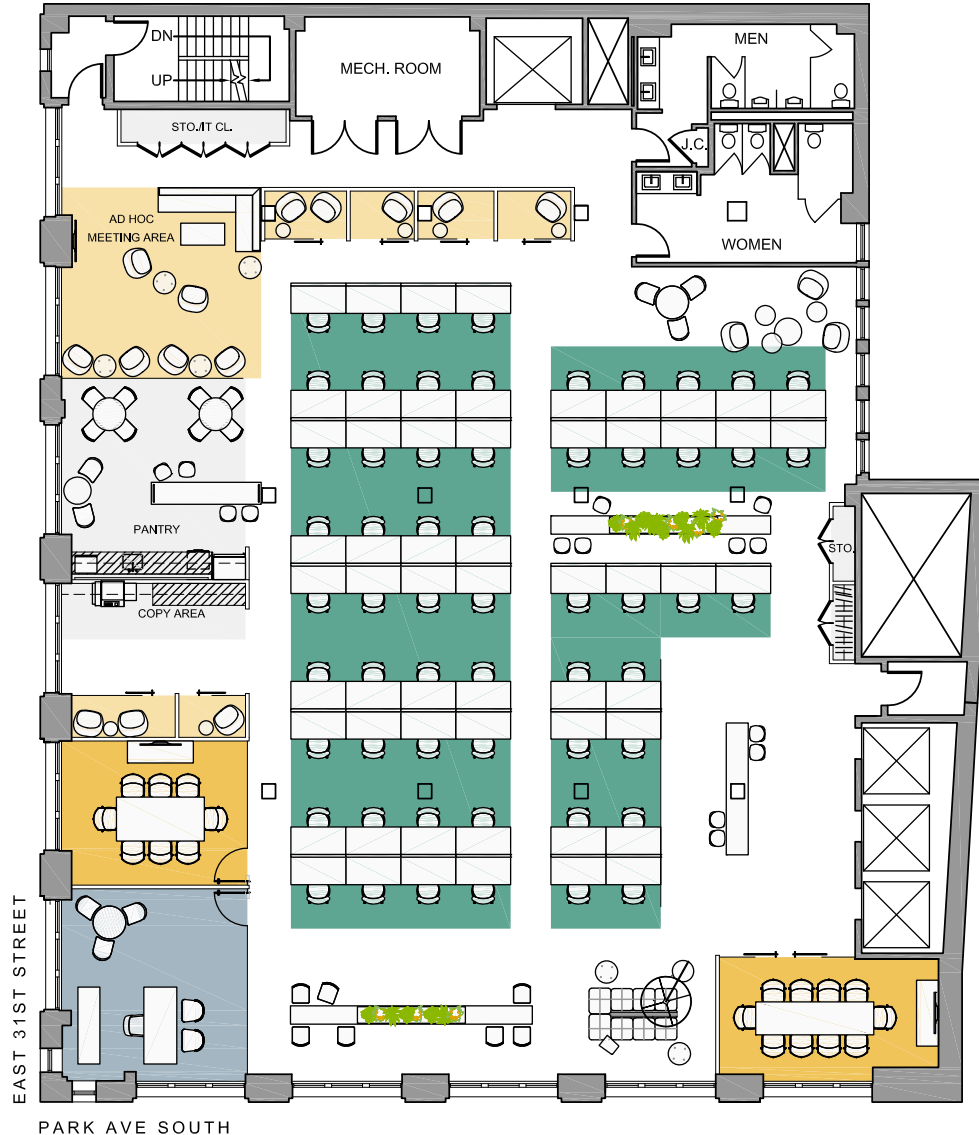 DN
UP
MECH. ROOM
MEN
STO./IT CL.
J.C.
AD HOC
MEETING AREA
WOMEN
PANTRY
STO.
COPY AREA
EAST 31ST STREET
PARK AVE SOUTH